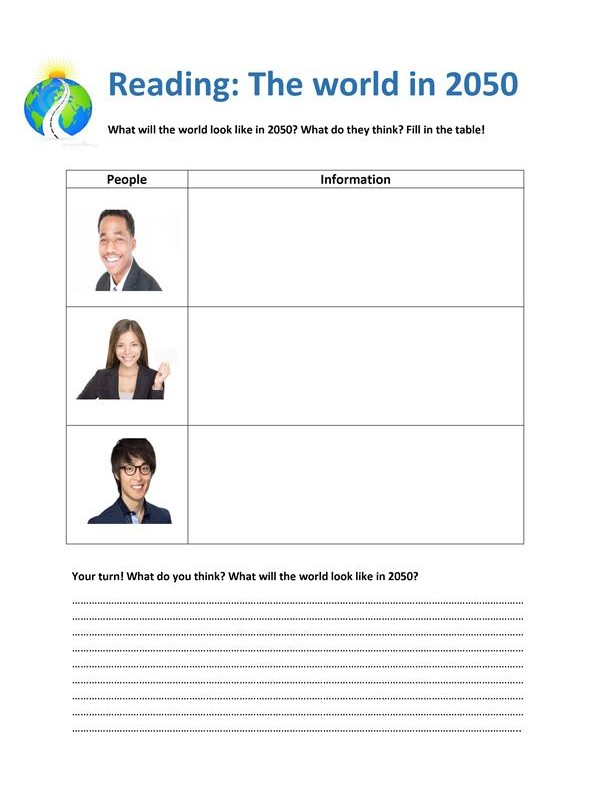 Reading: The world in 2050
What will the world look like in 2050? What do they think? Fill in the table!
People Information
Your turn! What do you think? What will the world look like in 2050?